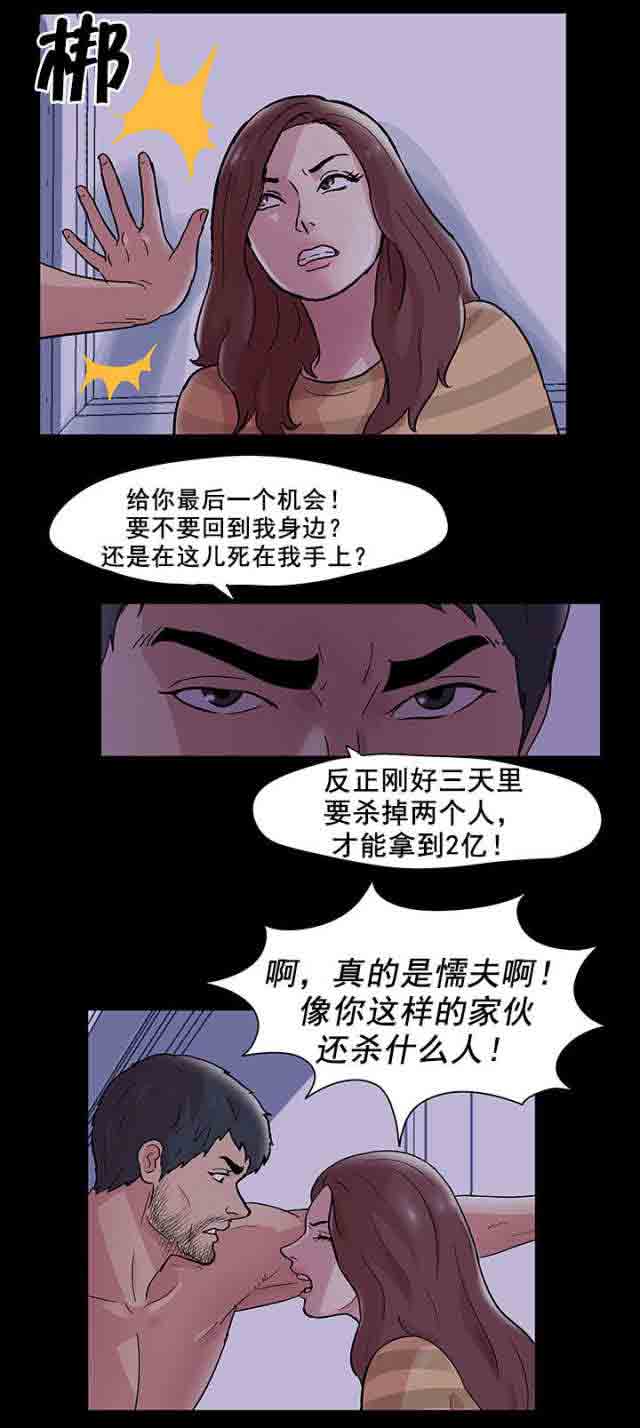 梆
给你最后一个机会！
要不要回到我身边？
还是在这儿死在我手上？
反正刚好三天里
要杀掉两个人，
才能拿到2亿！
啊，真的是懦夫啊！
像你这样的家伙
还杀什么人！